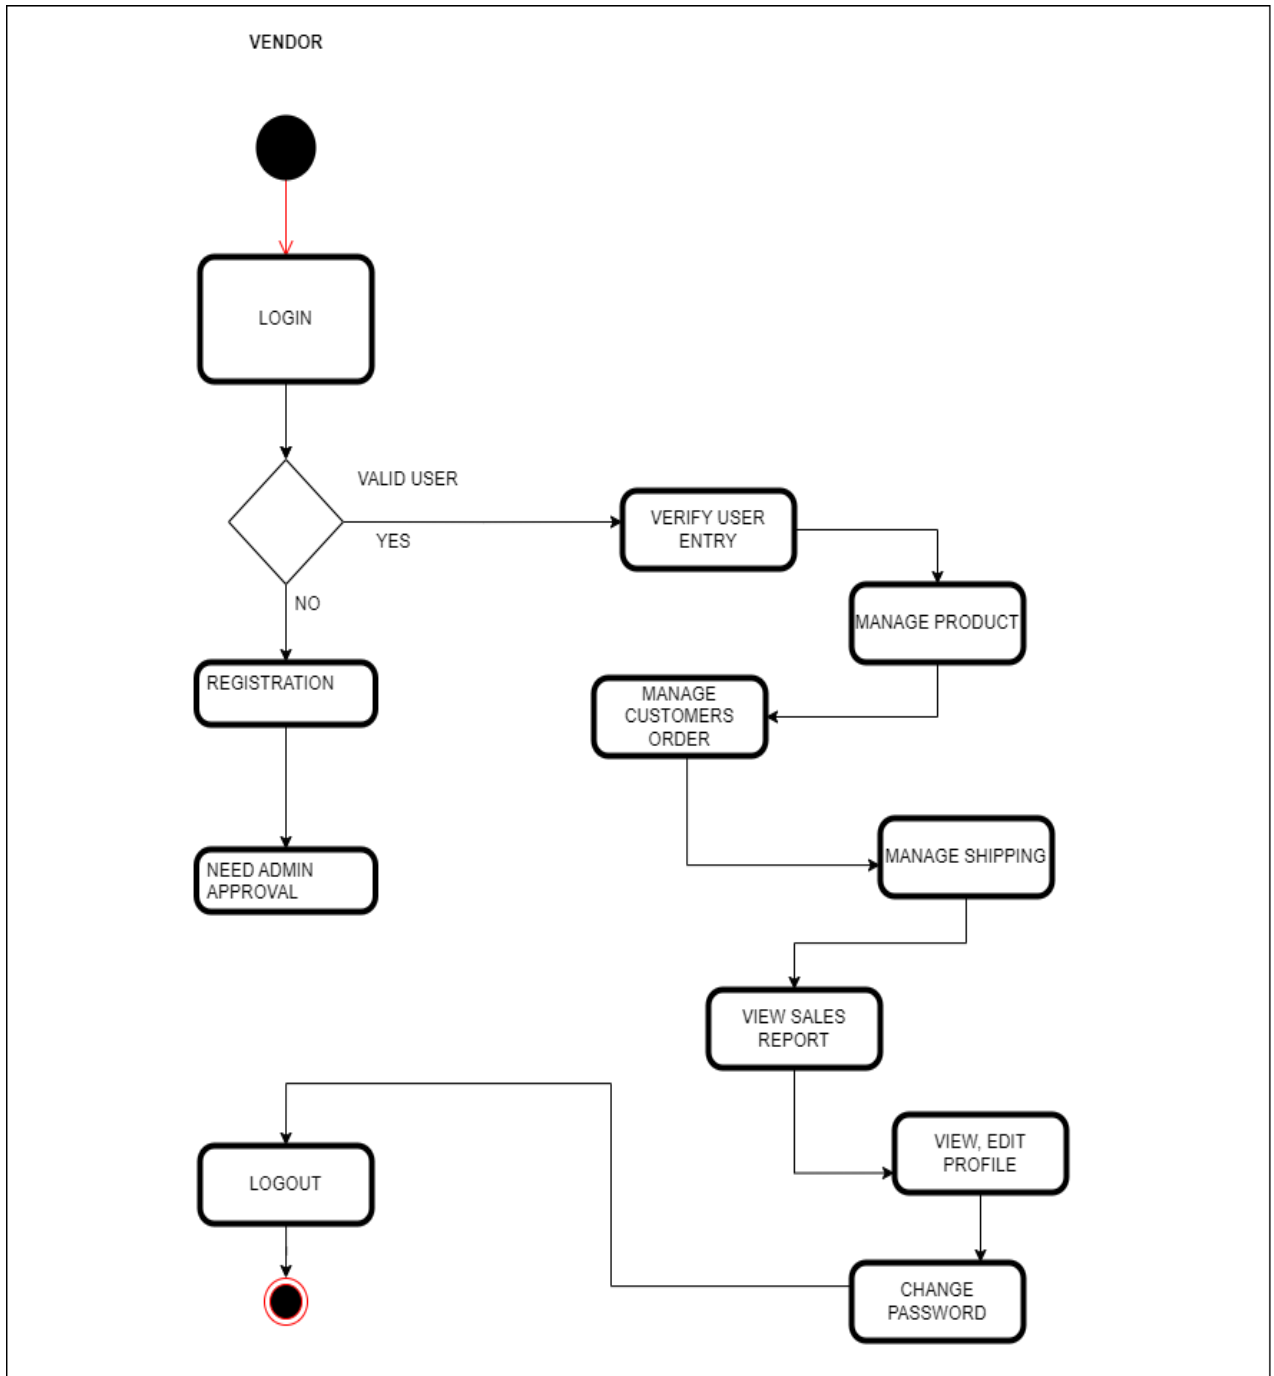 VENDOR
LOGIN
VALID USER
YES
NO
VERIFY USER
ENTRY
MANAGE PRODUCT
REGISTRATION
MANAGE
CUSTOMERS
ORDER
NEED ADMIN
APPROVAL
MANAGE SHIPPING
VIEW SALES
REPORT
VIEW, EDIT
PROFILE
LOGOUT
CHANGE
PASSWORD